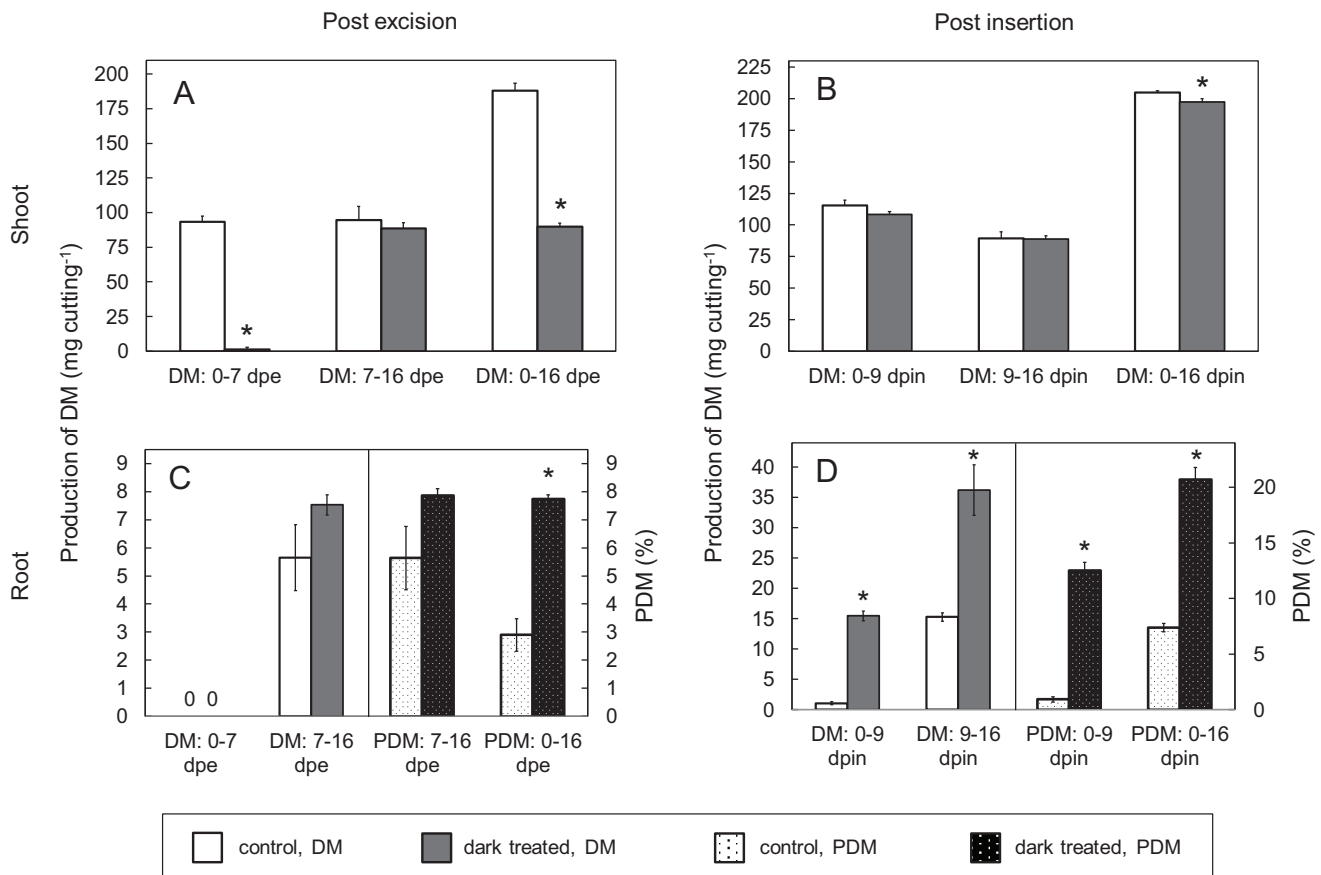 Post excision
Post insertion
Shoot
Root
Production of DM (mg cutting-1)
A
200
175
150
125
100
75
50
25
0
*
*
DM: 0-7 dpe
DM: 7-16 dpe
DM: 0-16 dpe
Production of DM (mg cutting-1)
B
225
200
175
150
125
100
75
50
25
0
*
DM: 0-9 dpin
DM: 9-16 dpin
DM: 0-16 dpin
C
9
8
7
6
5
4
3
2
1
0
0 0
*
9
8
7
6
5
4
3
2
1
0
PDM (%)
DM: 0-7
dpe
DM: 7-16
dpe
PDM: 7-16
dpe
PDM: 0-16
dpe
D
40
35
30
25
20
15
10
5
0
*
*
*
*
20
15
10
5
0
PDM (%)
DM: 0-9
dpin
DM: 9-16
dpin
PDM: 0-9
dpin
PDM: 0-16
dpin
control, DM
dark treated, DM
control, PDM
dark treated, PDM